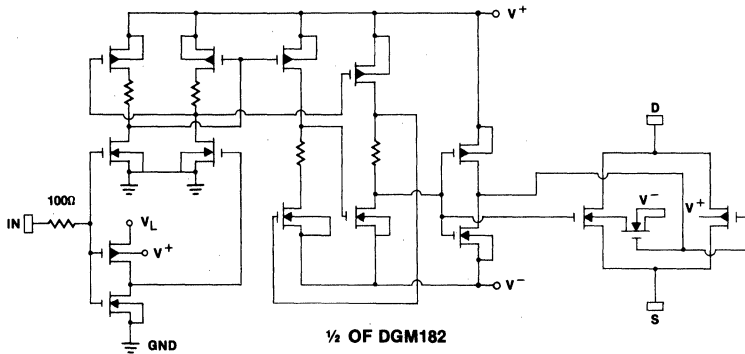 V+
D
100Ω
IN
VL
V+
V−
V+
V−
S
GND
½ OF DGM182